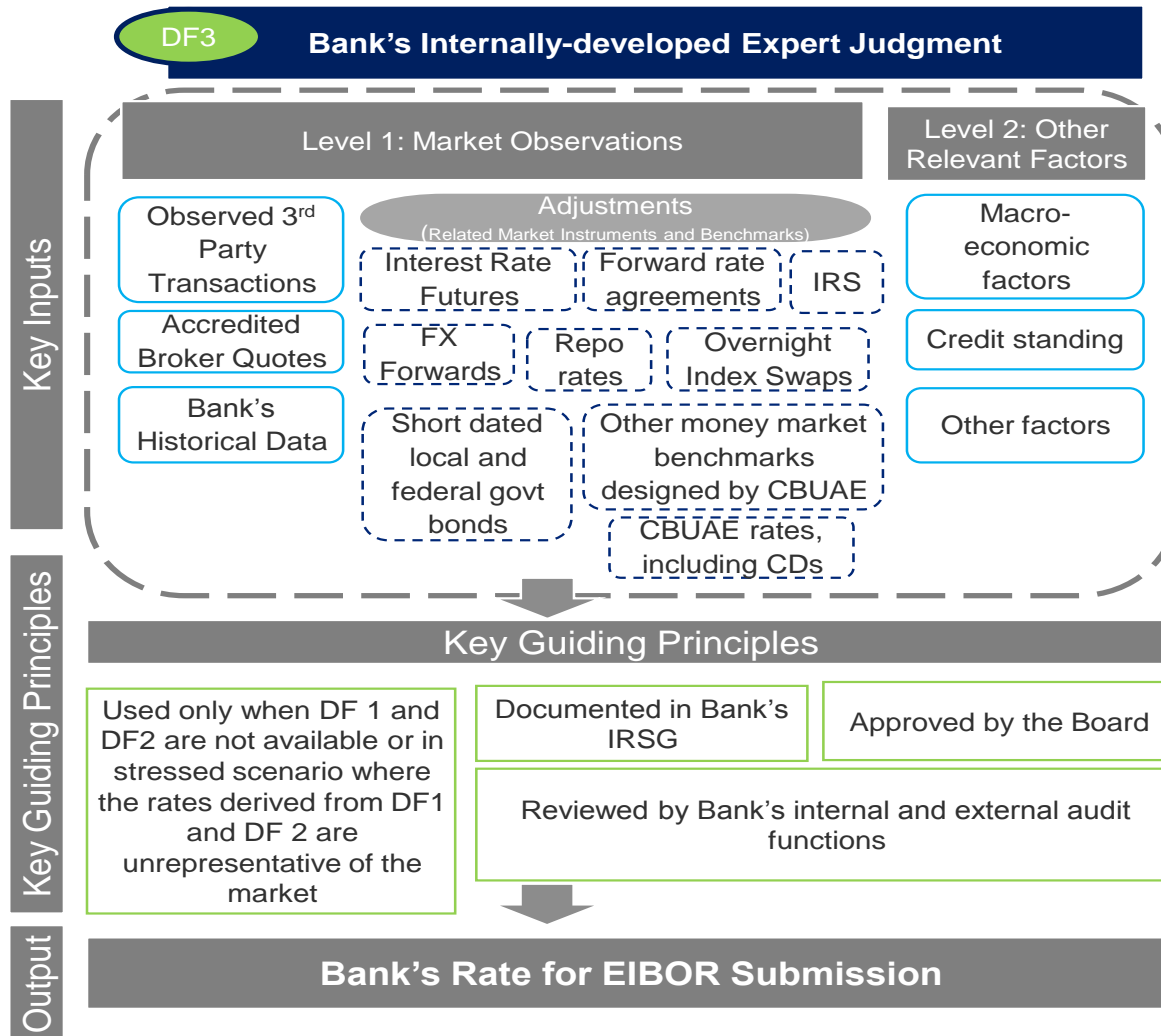 DF3
Bank’s Internally-developed Expert Judgment
Key Inputs
Level 1: Market Observations
Level 2: Other
Relevant Factors
Observed 3rd
Party
Transactions
Accredited
Broker Quotes
Bank’s
Historical Data
Adjustments
(Related Market Instruments and Benchmarks)
Interest Rate
Futures
Forward rate
agreements
IRS
FX
Forwards
Repo
rates
Overnight
Index Swaps
Short dated
local and
federal govt
bonds
Other money market
benchmarks
designed by CBUAE
CBUAE rates,
including CDs
Macro-
economic
factors
Credit standing
Other factors
Key Guiding Principles
Key Guiding Principles
Used only when DF 1 and
DF2 are not available or in
stressed scenario where
the rates derived from DF1
and DF 2 are
unrepresentative of the
market
Documented in Bank’s
IRSG
Approved by the Board
Reviewed by Bank’s internal and external audit
functions
Output
Bank’s Rate for EIBOR Submission